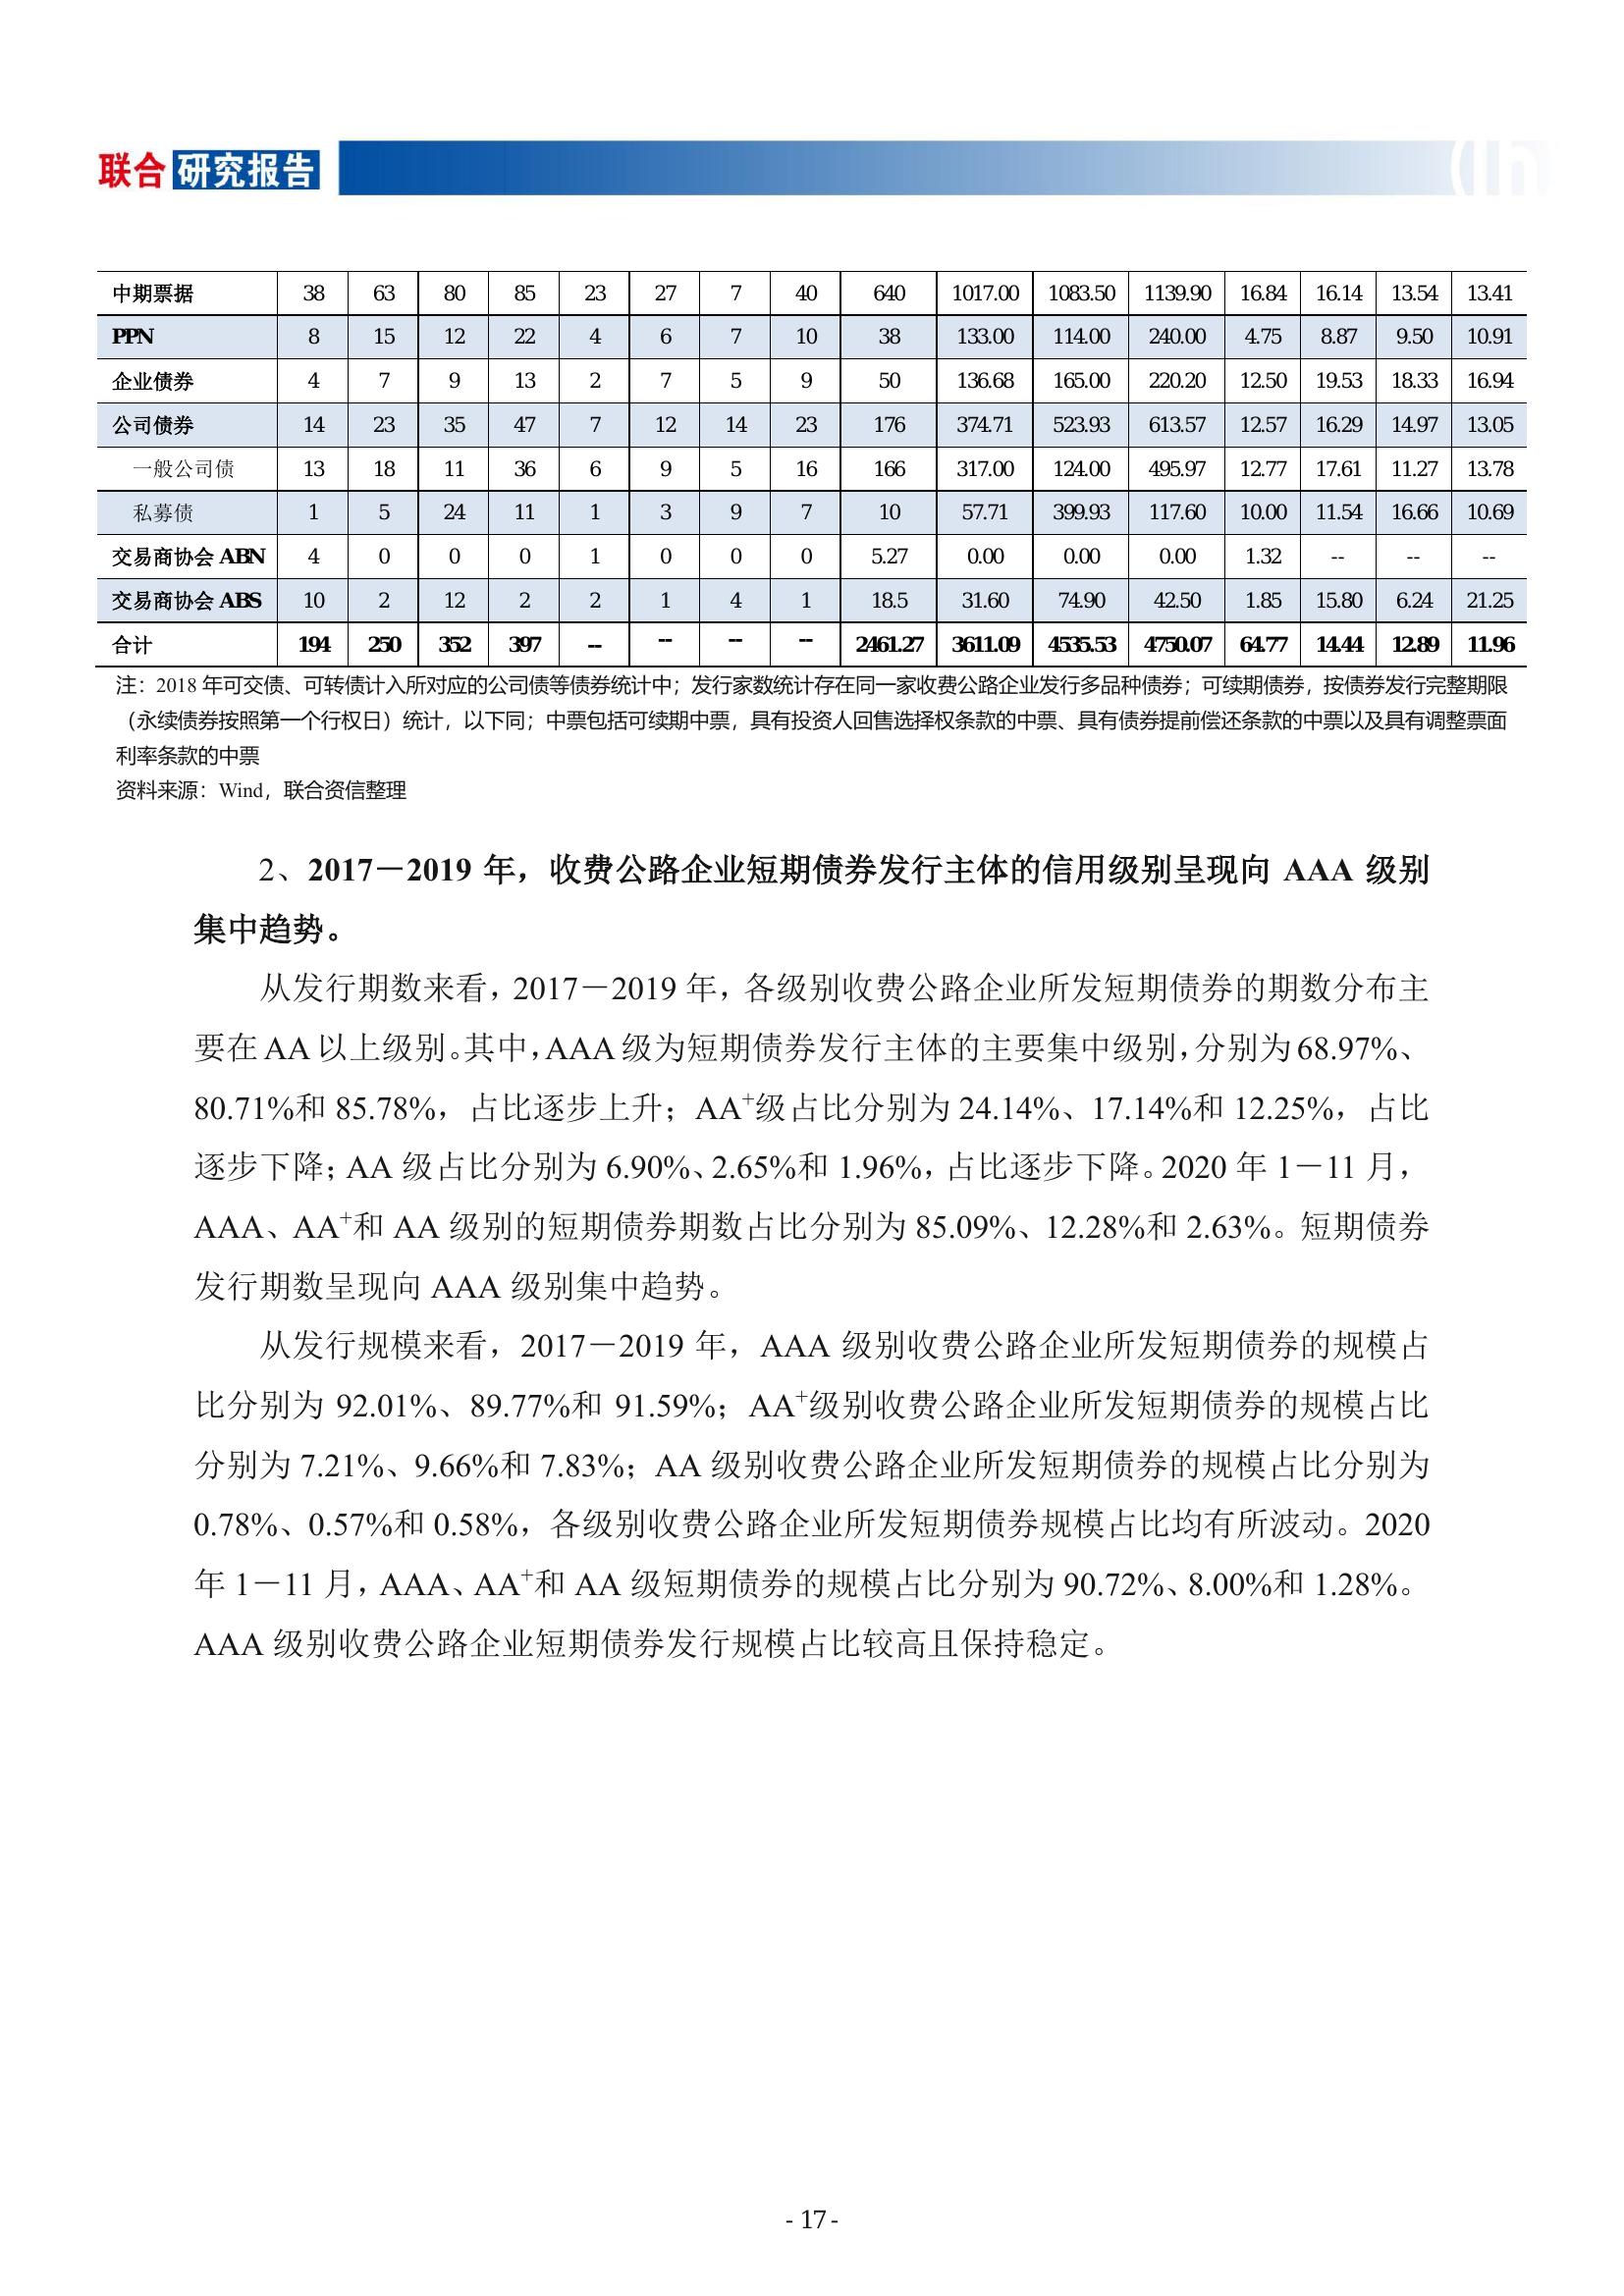 联合研究报告
中期票据 38 63 80 85 23 27 7 40 640 1017.00 1083.50 1139.90 16.84 16.14 13.54 13.41
PPN 8 15 12 22 4 6 7 10 38 133.00 114.00 240.00 4.75 8.87 9.50 10.91
企业债券 4 7 9 13 2 7 5 9 50 136.68 165.00 220.20 12.50 19.53 18.33 16.94
公司债券 14 23 35 47 7 12 14 23 176 374.71 523.93 613.57 12.57 16.29 14.97 13.05
一般公司债 13 18 11 36 6 9 5 16 166 317.00 124.00 495.97 12.77 17.61 11.27 13.78
私募债 1 5 24 11 1 3 9 7 10 57.71 399.93 117.60 10.00 11.54 16.66 10.69
交易商协会 ABN 4 0 0 0 1 0 0 0 5.27 0.00 0.00 0.00 1.32 -- -- --
交易商协会 ABS 10 2 12 2 2 1 4 1 18.5 31.60 74.90 42.50 1.85 15.80 6.24 21.25
合计 194 250 352 397 -- -- -- -- 2461.27 3611.09 4535.53 4750.07 64.77 14.44 12.89 11.96
注：2018 年可交债、可转债计入所对应的公司债等债券统计中；发行家数统计存在同一家收费公路企业发行多品种债券；可续期债券，按债券发行完整期限
（永续债券按照第一个行权日）统计，以下同；中票包括可续期中票，具有投资人回售选择权条款的中票、具有债券提前偿还条款的中票以及具有调整票面
利率条款的中票
资料来源：Wind，联合资信整理
2、2017－2019 年，收费公路企业短期债券发行主体的信用级别呈现向 AAA 级别
集中趋势。
从发行期数来看，2017－2019 年，各级别收费公路企业所发短期债券的期数分布主
要在 AA 以上级别。其中，AAA 级为短期债券发行主体的主要集中级别，分别为 68.97%、
80.71%和 85.78%，占比逐步上升；AA+级占比分别为 24.14%、17.14%和 12.25%，占比
逐步下降；AA 级占比分别为 6.90%、2.65%和 1.96%，占比逐步下降。2020 年 1－11 月，
AAA、AA+和 AA 级别的短期债券期数占比分别为 85.09%、12.28%和 2.63%。短期债券
发行期数呈现向 AAA 级别集中趋势。
从发行规模来看，2017－2019 年，AAA 级别收费公路企业所发短期债券的规模占
比分别为 92.01%、89.77%和 91.59%；AA+级别收费公路企业所发短期债券的规模占比
分别为 7.21%、9.66%和 7.83%；AA 级别收费公路企业所发短期债券的规模占比分别为
0.78%、0.57%和 0.58%，各级别收费公路企业所发短期债券规模占比均有所波动。2020
年 1－11 月，AAA、AA+和 AA 级短期债券的规模占比分别为 90.72%、8.00%和 1.28%。
AAA 级别收费公路企业短期债券发行规模占比较高且保持稳定。
- 17 -